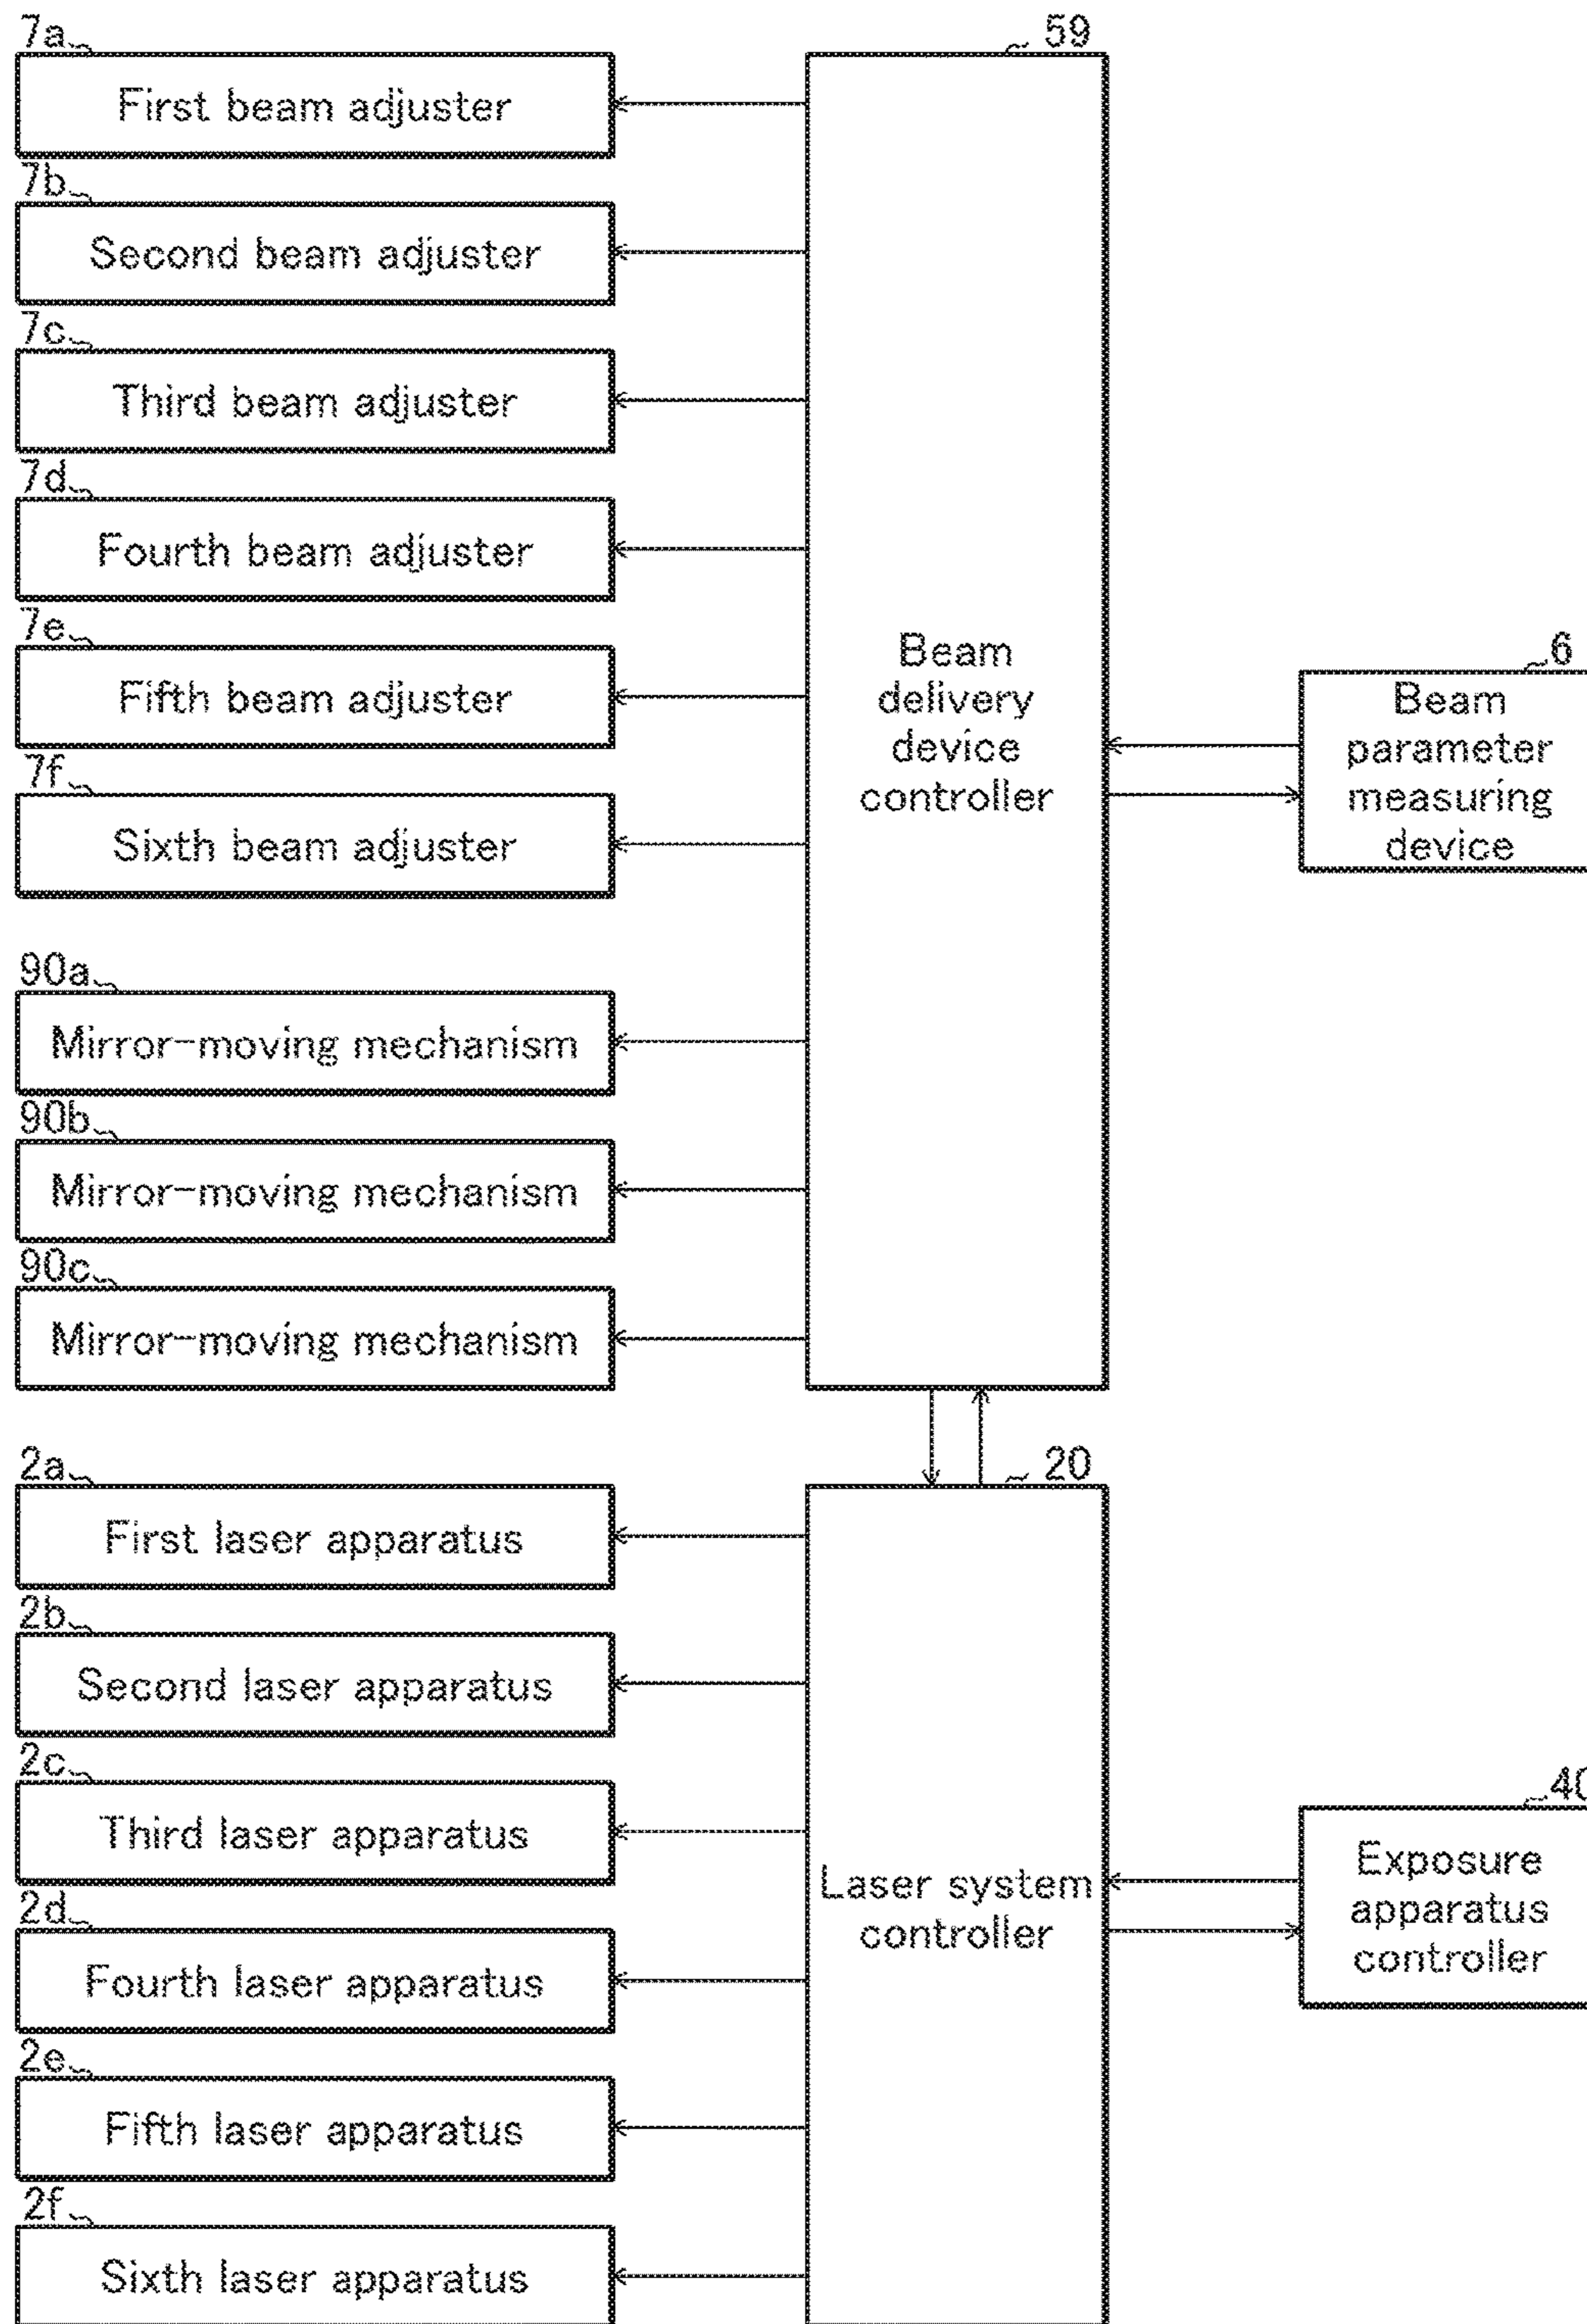 7a
First beam adjuster
7b
Second beam adjuster
7c
Third beam adjuster
7d
Fourth beam adjuster
7e
Fifth beam adjuster
7f
Sixth beam adjuster
90a
Mirror-moving mechanism
90b
Mirror-moving mechanism
90c
Mirror-moving mechanism
59
Beam
delivery
device
controller
6
Beam
parameter
measuring
device
2a
First laser apparatus
2b
Second laser apparatus
2c
Third laser apparatus
2d
Fourth laser apparatus
2e
Fifth laser apparatus
2f
Sixth laser apparatus
20
Laser system
controller
40
Exposure
apparatus
controller